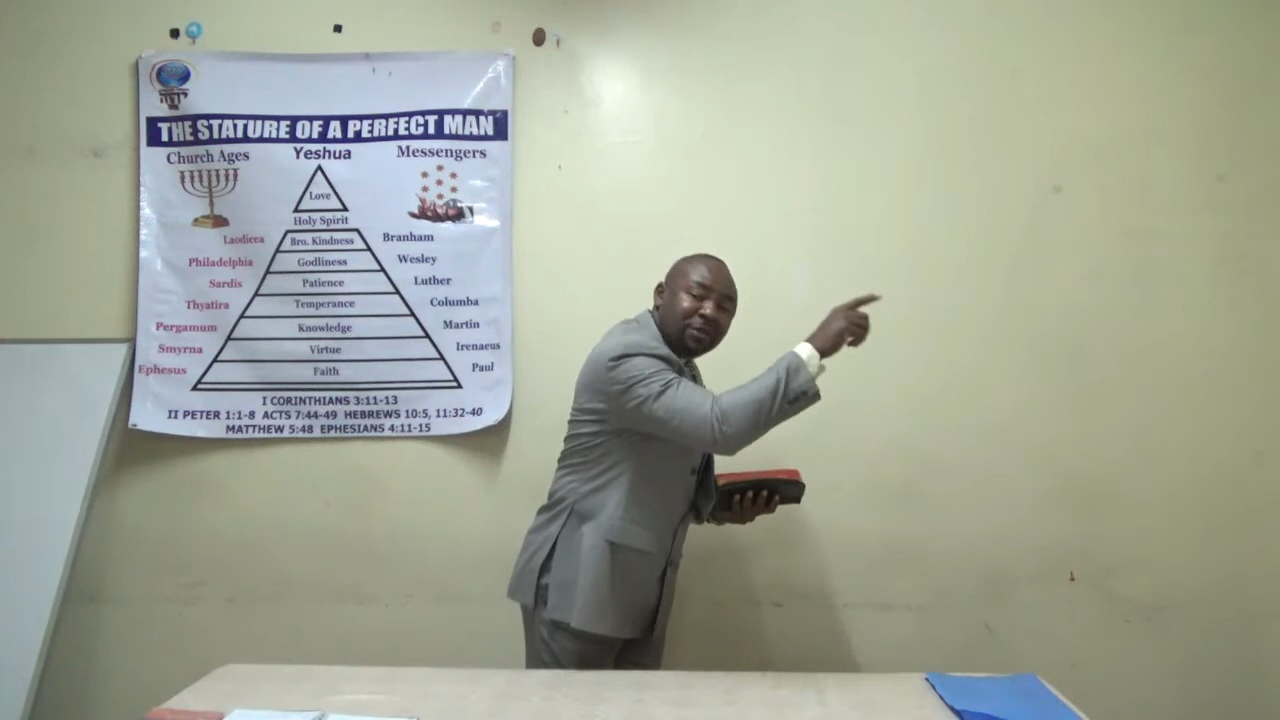 יהוה
THE STATURE OF A PERFECT MAN
Church Ages Yeshua Messengers
Love
Holy Spirit
Laodicea Bro. Kindness Branham
Philadelphia Godliness Wesley
Sardis Patience Luther
Thyatira Temperance Columba
Pergamum Knowledge Martin
Smyrna Virtue Irenaeus
Ephesus Faith Paul
I CORINTHIANS 3:11-13
II PETER 1:1-8 ACTS 7:44-49 HEBREWS 10:5, 11:32-40
MATTHEW 5:48 EPHESIANS 4:11-15